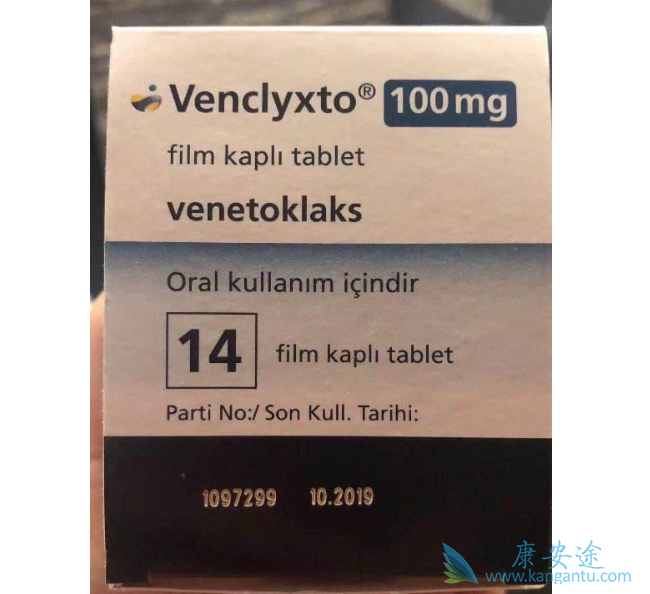 Venclyxto® 100 mg
film kaplı tablet
venetoklaks
Oral kullanım içindir
14 film kaplı tablet
Parti No:/ Son Kull. Tarihi:
1097299 10.2019
康安途
www.kangantu.com